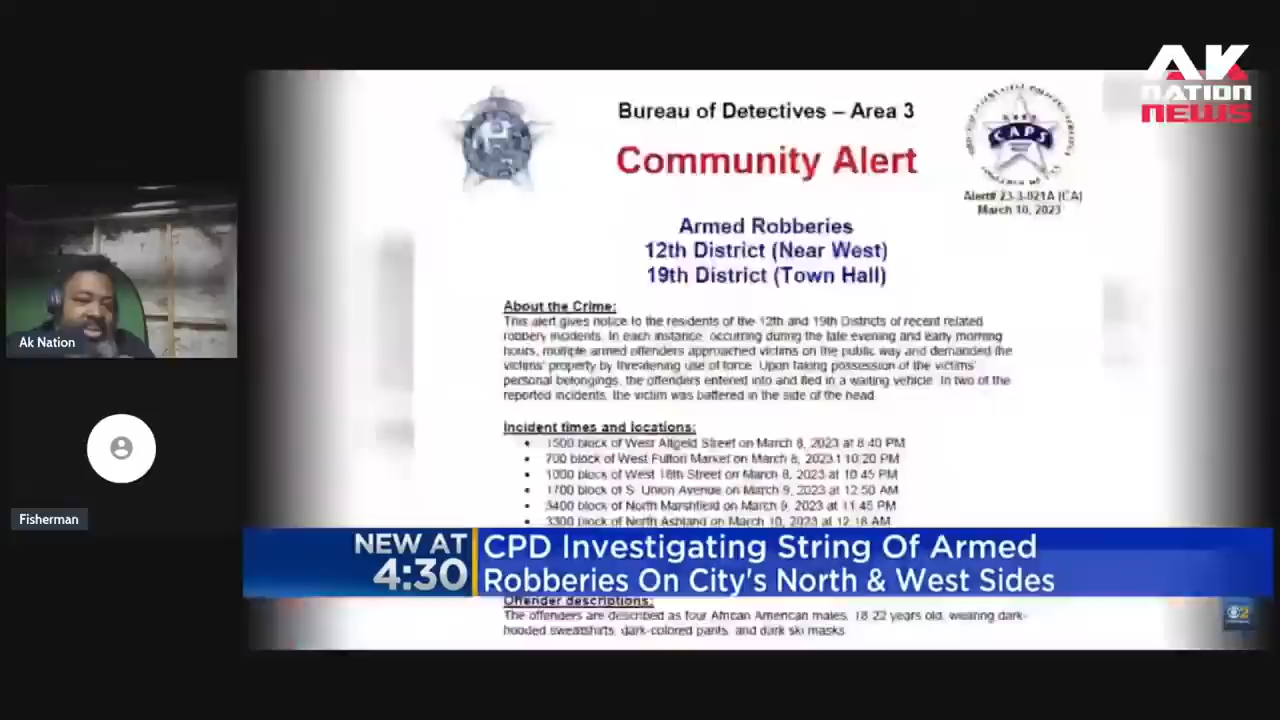 AK
NATION
NEWS
Bureau of Detectives – Area 3
Community Alert
CAPS
Alert# 23-3-021A (CA)
March 10, 2023
Armed Robberies
12th District (Near West)
19th District (Town Hall)
About the Crime:
This alert gives notice to the residents of the 12th and 19th Districts of recent related
robbery incidents. In each instance, occurring during the late evening and early morning
hours, multiple armed offenders approached victims on the public way and demanded the
victims' property by threatening use of force. Upon taking possession of the victims'
personal belongings, the offenders entered into and fled in a waiting vehicle. In two of the
reported incidents, the victim was battered in the side of the head
Incident times and locations:
• 1500 block of West Altgeld Street on March 8, 2023 at 8:40 PM
• 700 block of West Fulton Market on March 8, 2023 10:20 PM
• 1000 block of West 18th Street on March 8, 2023 at 10:45 PM
• 1700 block of S. Union Avenue on March 9, 2023 at 12:50 AM
• 3400 block of North Marshfield on March 9, 2023 at 11:45 PM
• 3300 block of North Ashland on March 10, 2023 at 12:18 AM
Ak Nation
Fisherman
NEW AT
4:30
CPD Investigating String Of Armed
Robberies On City's North & West Sides
Offender descriptions:
The offenders are described as four African American males, 18-22 years old, wearing dark-
hooded sweatshirts, dark-colored pants, and dark ski masks
2